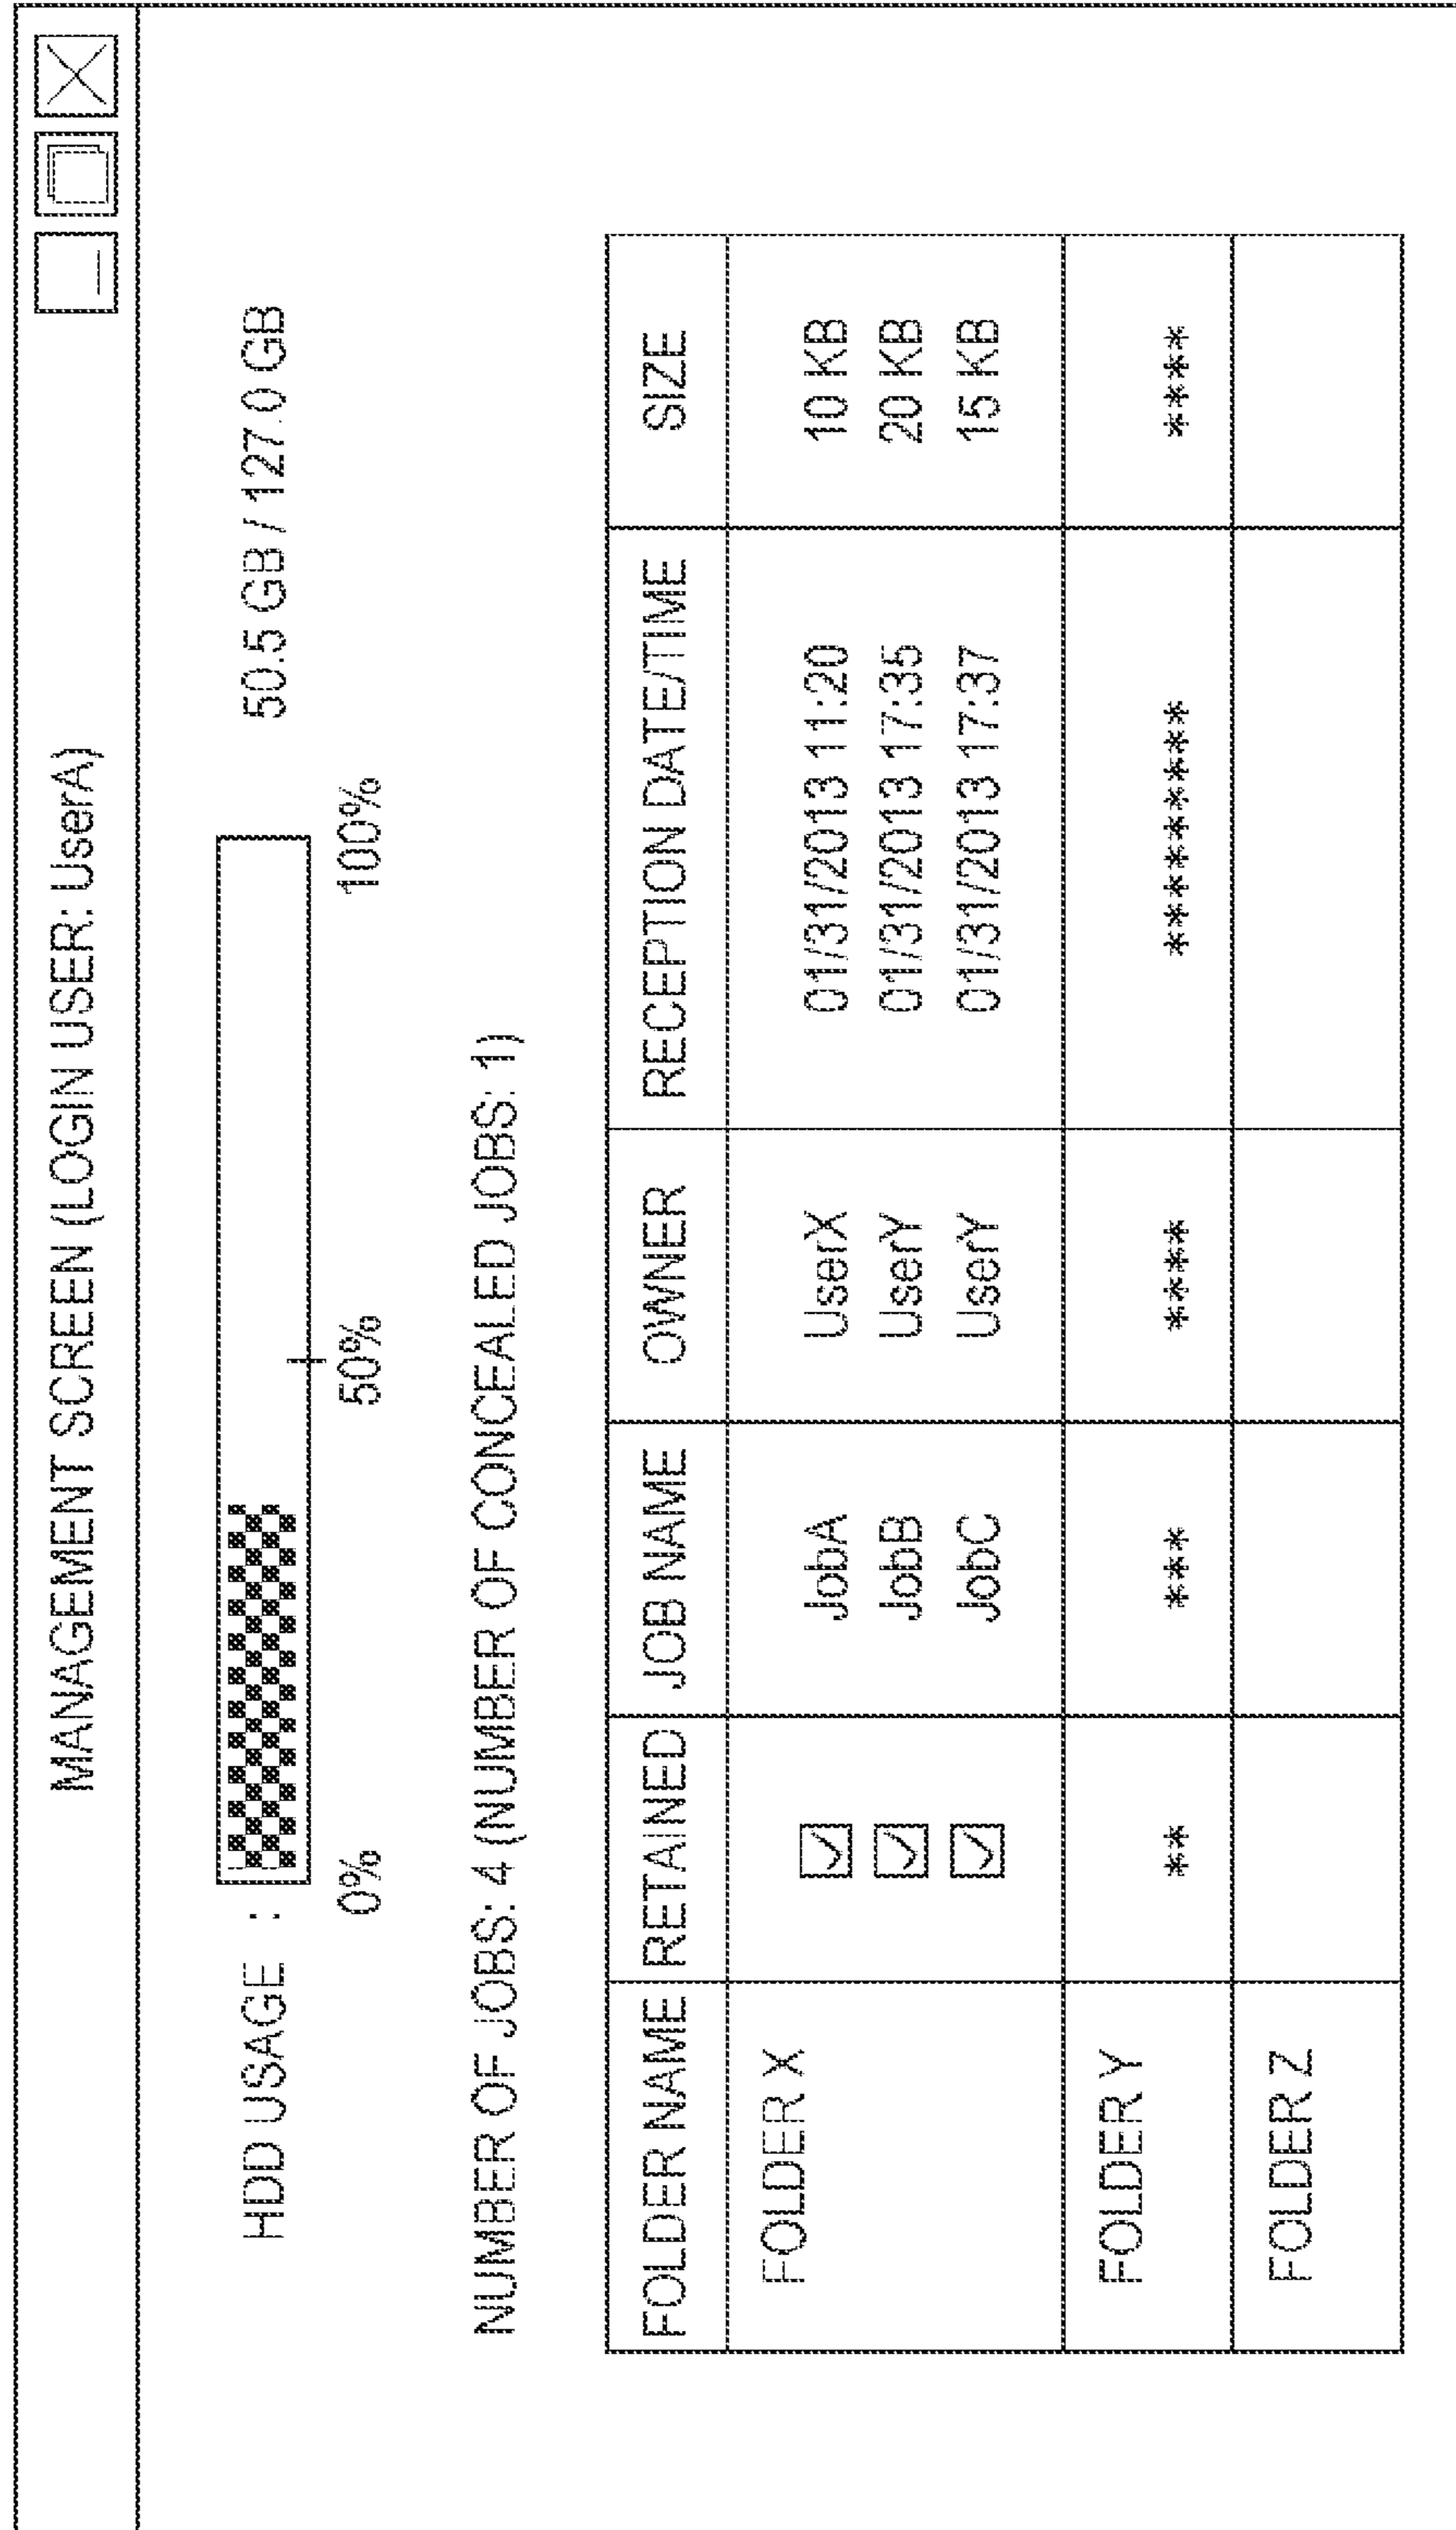 MANAGEMENT SCREEN (LOGIN USER: UserA)
HDD USAGE : 50.5 GB / 127.0 GB
0% 50% 100%
NUMBER OF JOBS: 4 (NUMBER OF CONCEALED JOBS: 1)
FOLDER NAME RETAINED JOB NAME OWNER RECEPTION DATE/TIME SIZE
FOLDER X
JobA UserX 01/31/2013 11:20 10 KB
JobB UserY 01/31/2013 17:35 20 KB
JobC UserY 01/31/2013 17:37 15 KB
FOLDER Y
** *** **** ********* ****
FOLDER Z